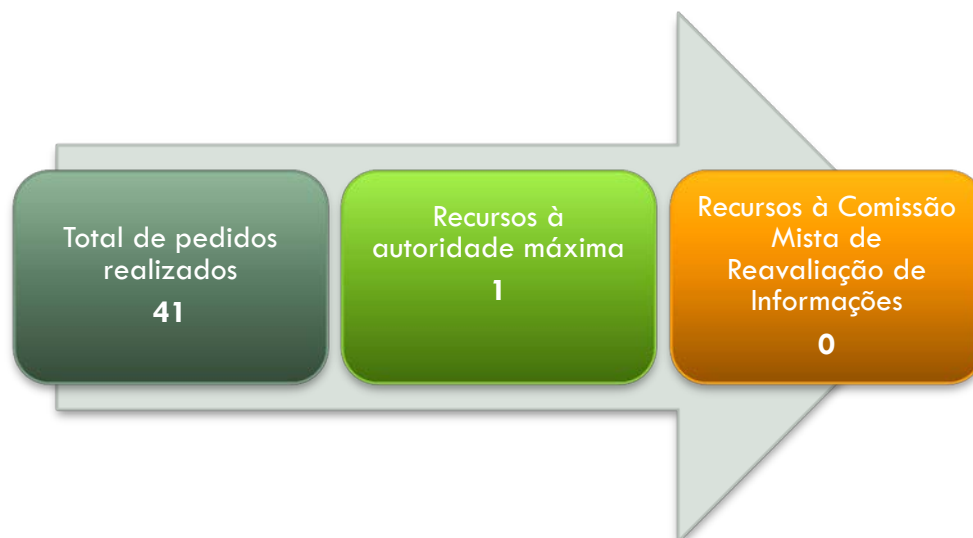 Total de pedidos
realizados
41
Recursos à
autoridade máxima
1
Recursos à Comissão
Mista de
Reavaliação de
Informações
0